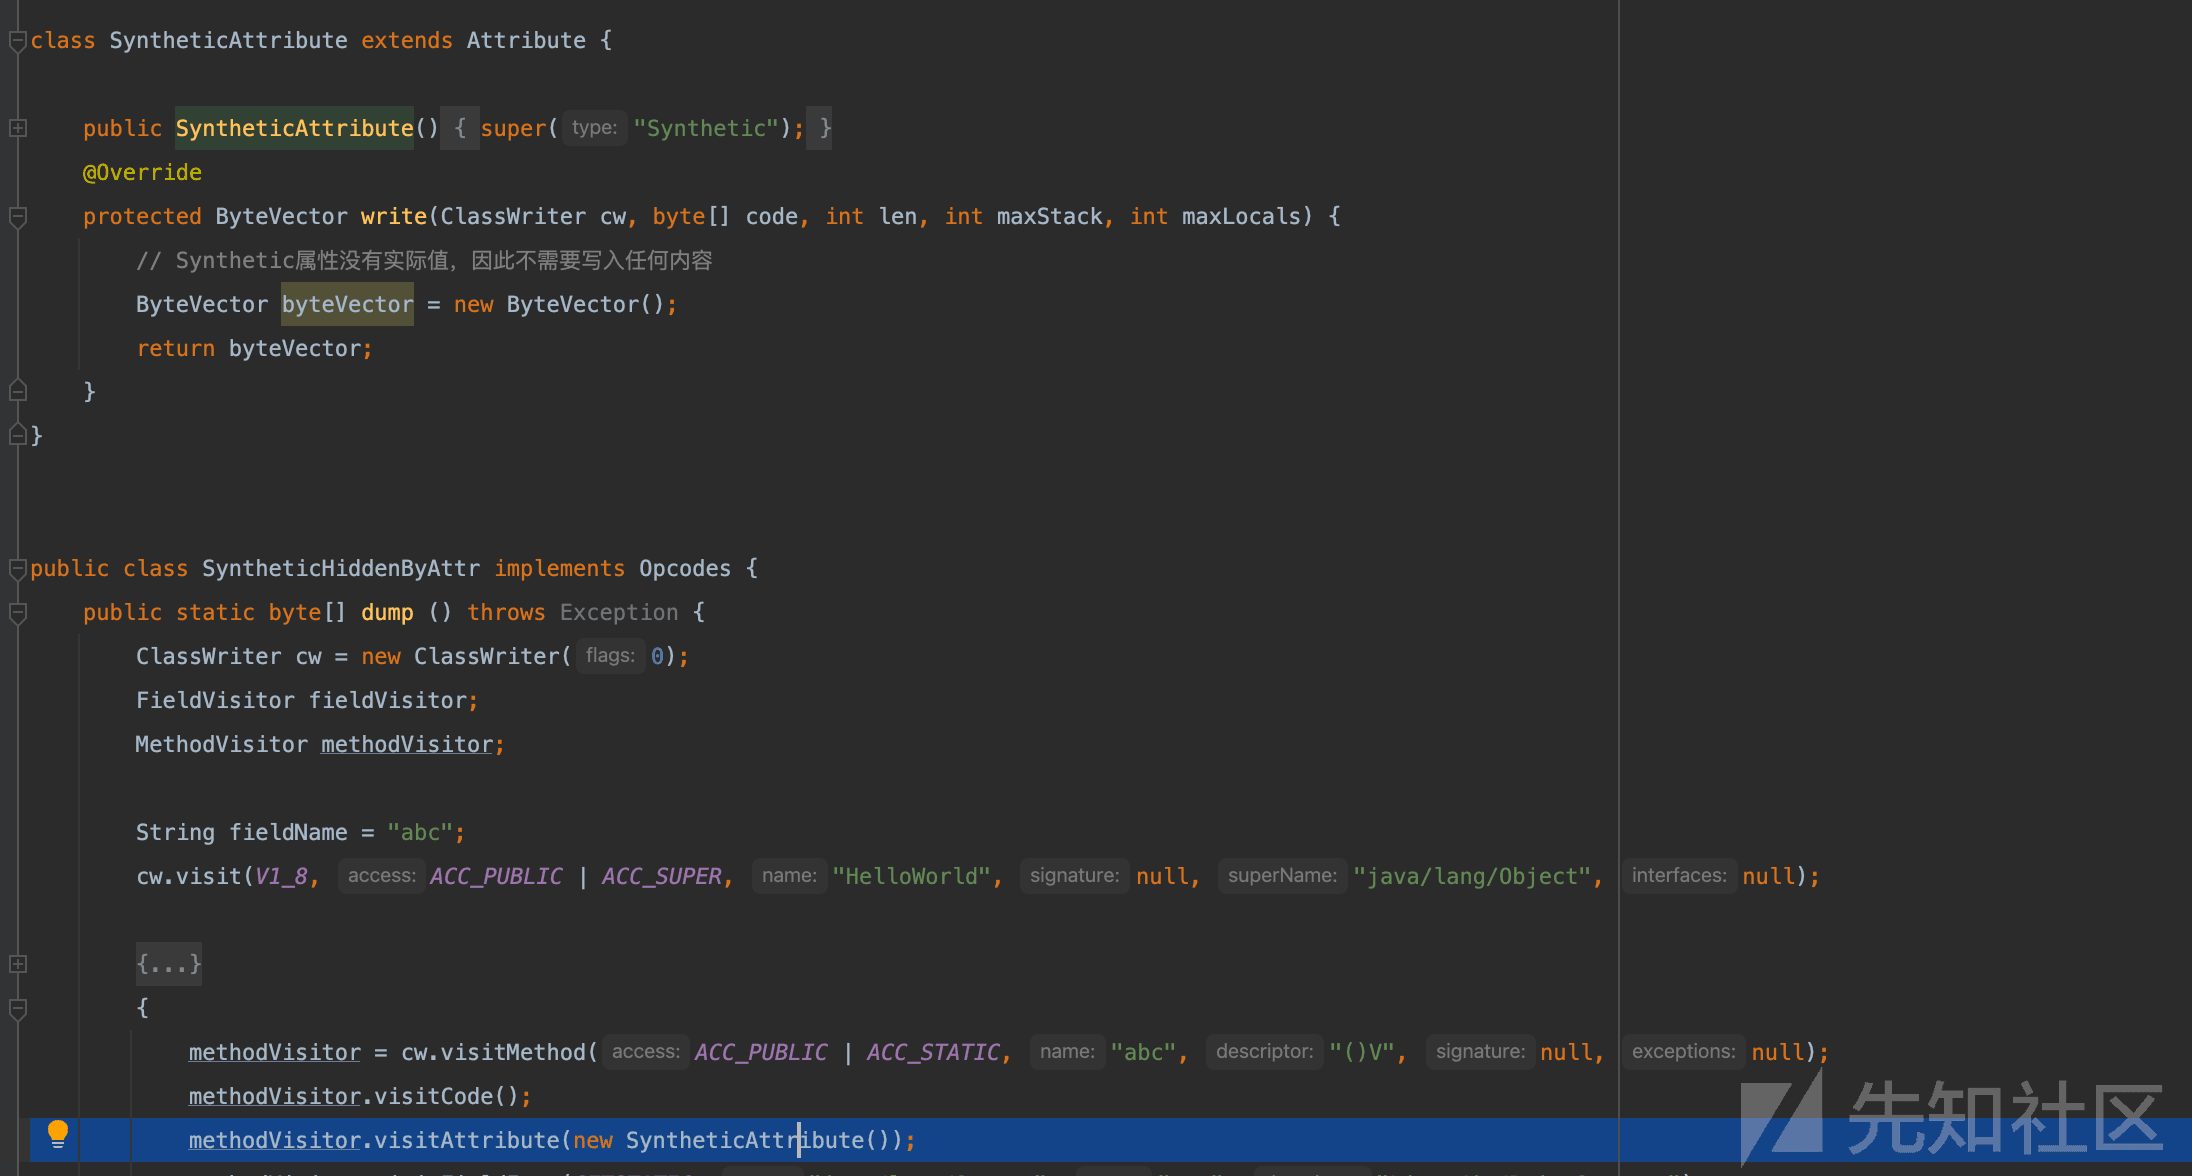 class SyntheticAttribute extends Attribute {
public SyntheticAttribute() { super( type: "Synthetic"); }
@Override
protected ByteVector write(ClassWriter cw, byte[] code, int len, int maxStack, int maxLocals) {
// Synthetic属性没有实际值，因此不需要写入任何内容
ByteVector byteVector = new ByteVector();
return byteVector;
}
}
public class SyntheticHiddenByAttr implements Opcodes {
public static byte[] dump () throws Exception {
ClassWriter cw = new ClassWriter( flags: 0);
FieldVisitor fieldVisitor;
MethodVisitor methodVisitor;
String fieldName = "abc";
cw.visit(V1_8, access: ACC_PUBLIC | ACC_SUPER, name: "HelloWorld", signature: null, superName: "java/lang/Object", interfaces: null);
{...}
{
methodVisitor = cw.visitMethod( access: ACC_PUBLIC | ACC_STATIC, name: "abc", descriptor: "()V", signature: null, exceptions: null);
methodVisitor.visitCode();
methodVisitor.visitAttribute(new SyntheticAttribute());
先知社区